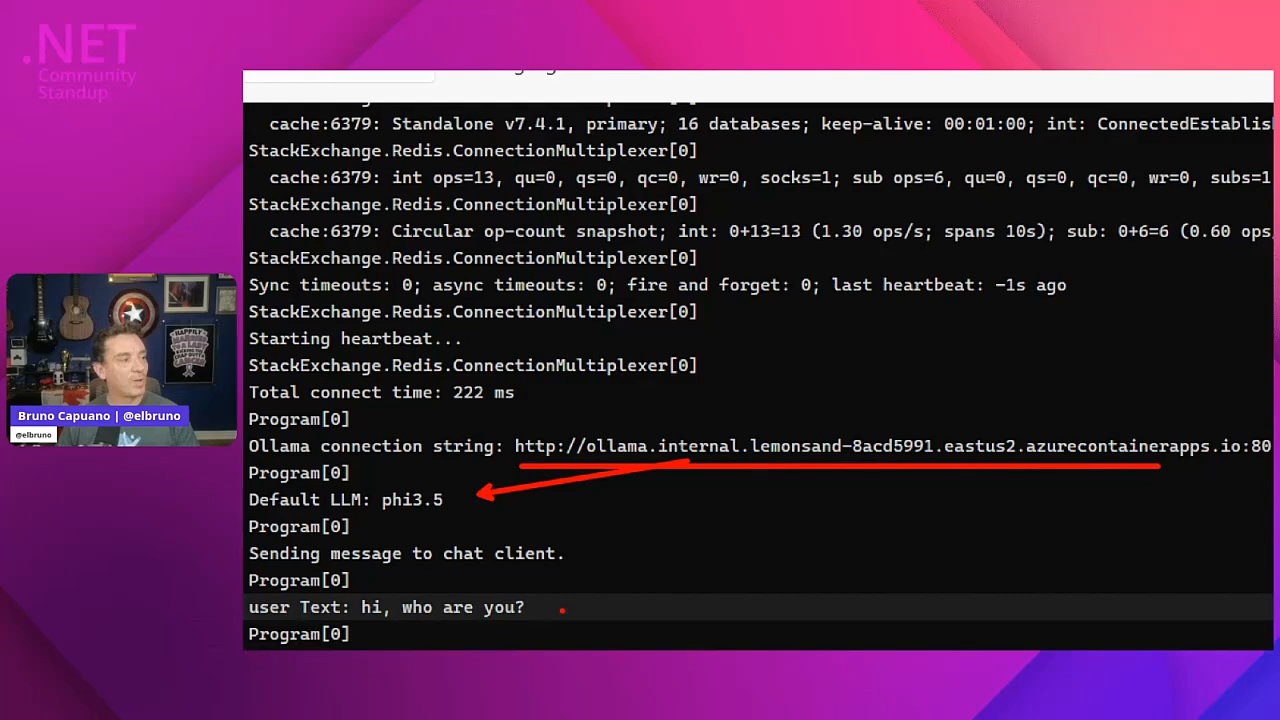 .NET
Community
Standup
cache:6379: Standalone v7.4.1, primary; 16 databases; keep-alive: 00:01:00; int: ConnectedEstablis
StackExchange.Redis.ConnectionMultiplexer[0]
cache:6379: int ops=13, qu=0, qs=0, qc=0, wr=0, socks=1; sub ops=6, qu=0, qs=0, qc=0, wr=0, subs=1
StackExchange.Redis.ConnectionMultiplexer[0]
cache:6379: Circular op-count snapshot; int: 0+13=13 (1.30 ops/s; spans 10s); sub: 0+6=6 (0.60 ops
StackExchange.Redis.ConnectionMultiplexer[0]
Sync timeouts: 0; async timeouts: 0; fire and forget: 0; last heartbeat: -1s ago
StackExchange.Redis.ConnectionMultiplexer[0]
Starting heartbeat...
StackExchange.Redis.ConnectionMultiplexer[0]
Total connect time: 222 ms
Program[0]
Ollama connection string: http://ollama.internal.lemonsand-8acd5991.eastus2.azurecontainerapps.io:80
Program[0]
Default LLM: phi3.5
Program[0]
Sending message to chat client.
Program[0]
user Text: hi, who are you?
Program[0]
HAPPILY
Bruno Capuano | @elbruno
@elbruno